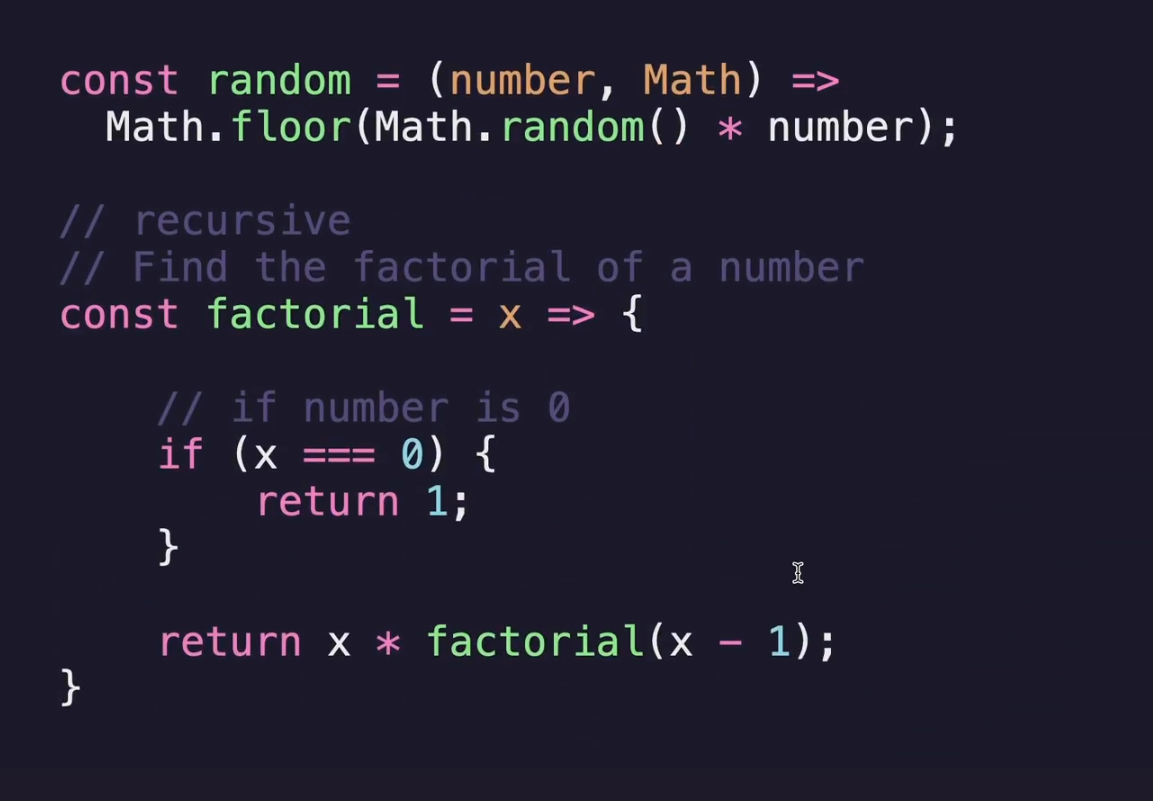 const random = (number, Math) =>
  Math.floor(Math.random() * number);

// recursive
// Find the factorial of a number
const factorial = x => {

    // if number is 0
    if (x === 0) {
        return 1;
    }

    return x * factorial(x - 1);
}